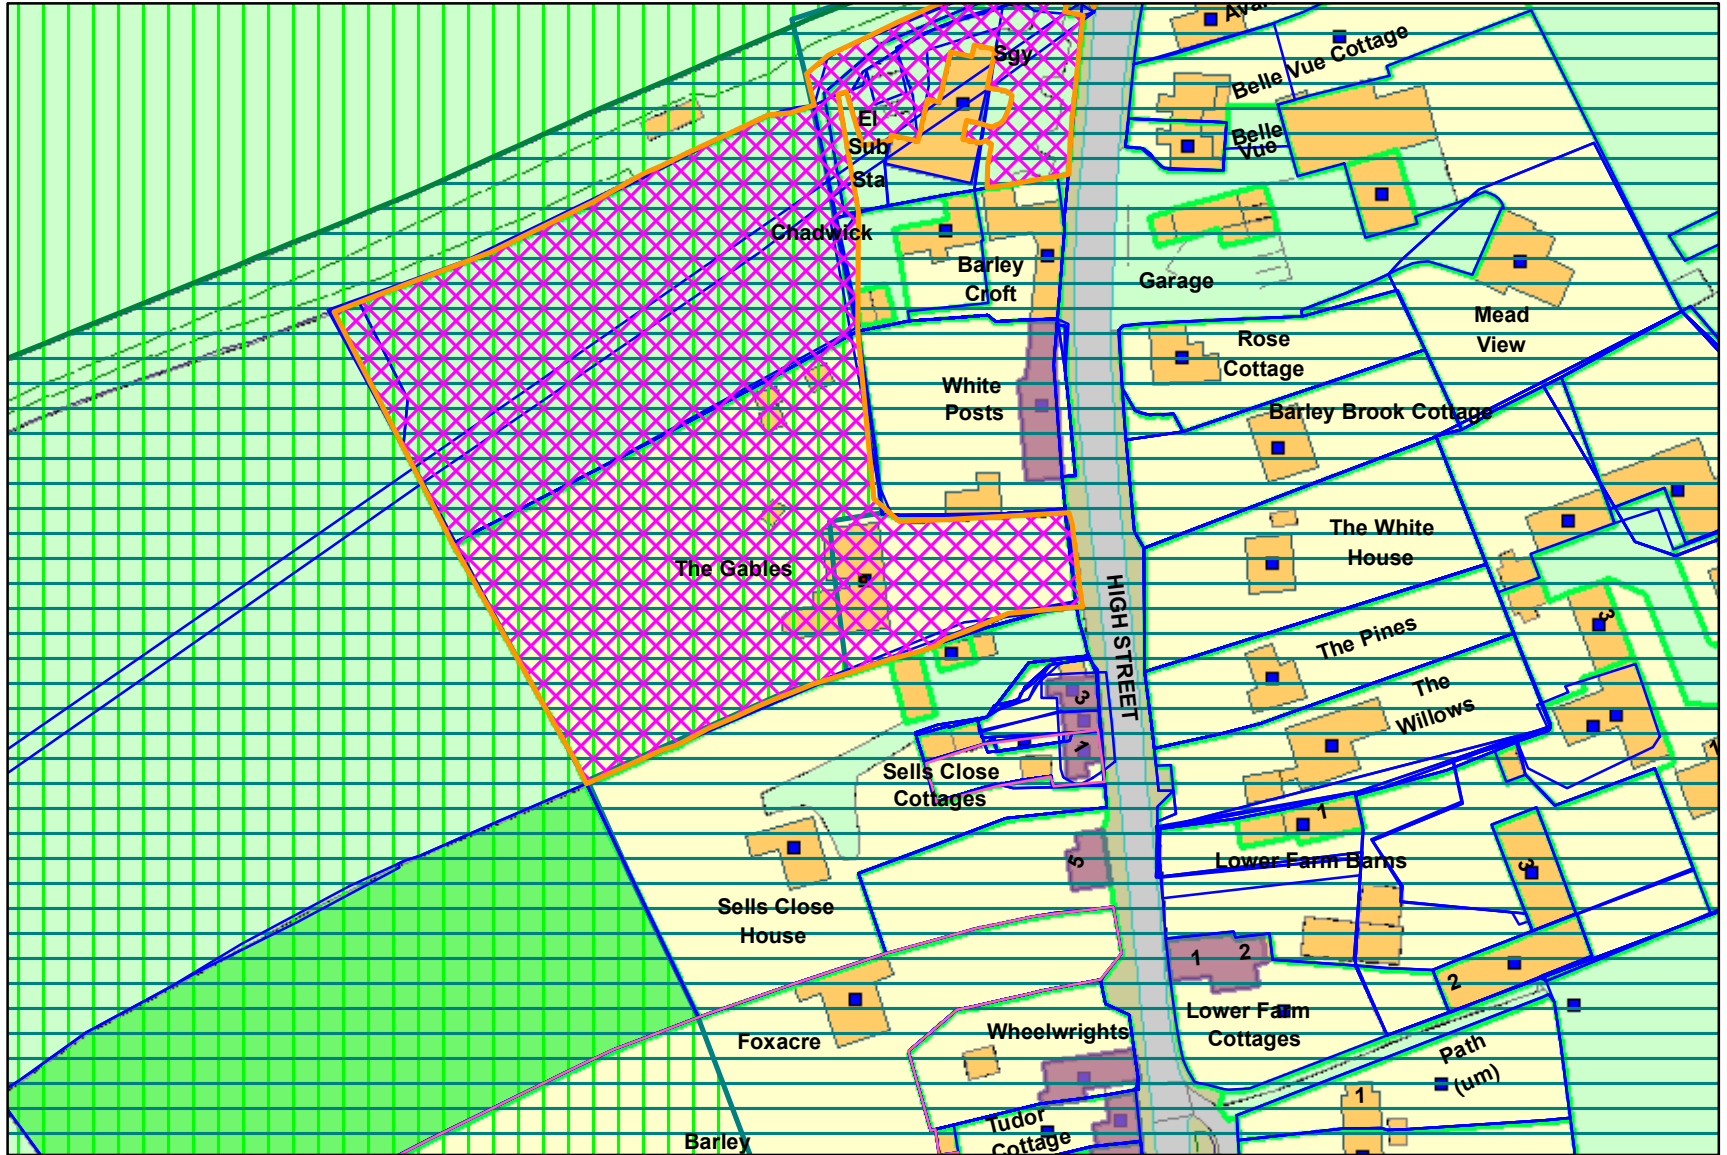 Belle Vue Cottage
Sgy
El
Sub
Sta
Belle
Vue
Chadwick
Barley
Croft
Garage
Mead
View
Rose
Cottage
White
Posts
Barley Brook Cottage
The White
House
The Gables
HIGH STREET
3
The Pines
The
Willows
3
1
Sells Close
Cottages
1
1
5
Lower Farm Barns
3
Sells Close
House
1
2
2
Lower Farm
Cottages
Foxacre
Wheelwrights
Path
(um)
1
Tudor
Cottage
Barley